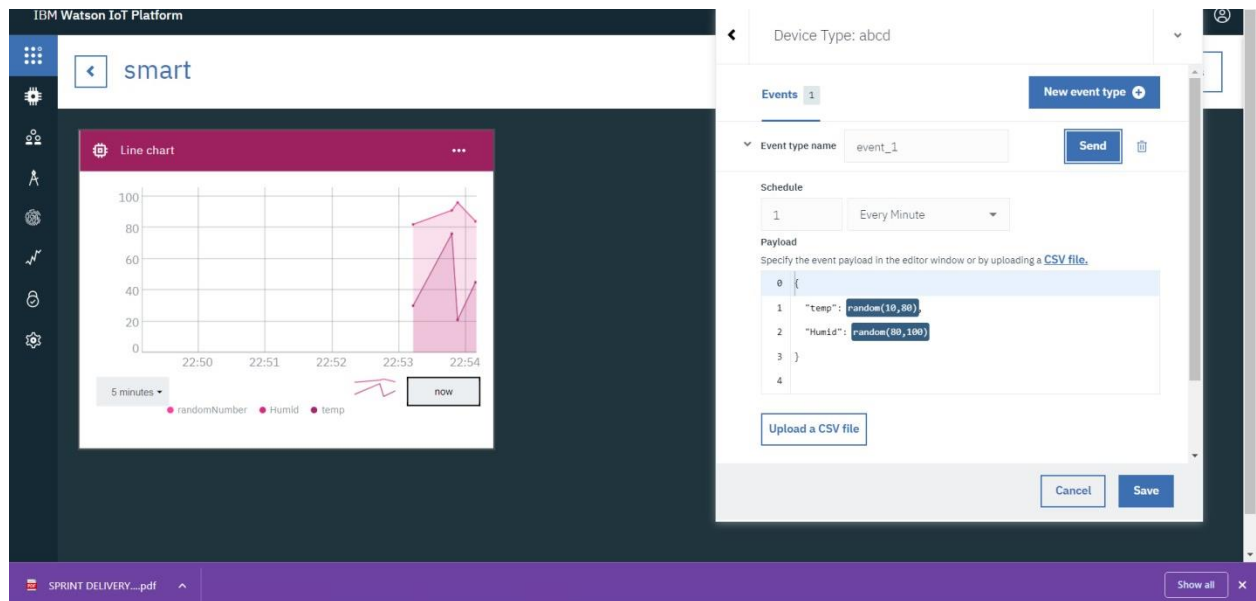 IBM Watson IoT Platform
smart
Line chart
100
80
60
40
20
0
22:50 22:51 22:52 22:53 22:54
5 minutes
now
randomNumber Humid temp
Device Type: abcd
Events 1
New event type
Event type name event_1 Send
Schedule
1 Every Minute
Payload
Specify the event payload in the editor window or by uploading a CSV file.
0 {
1 "temp": random(10,80),
2 "Humid": random(80,100)
3 }
4
Upload a CSV file
Cancel Save
SPRINT DELIVERY....pdf
Show all